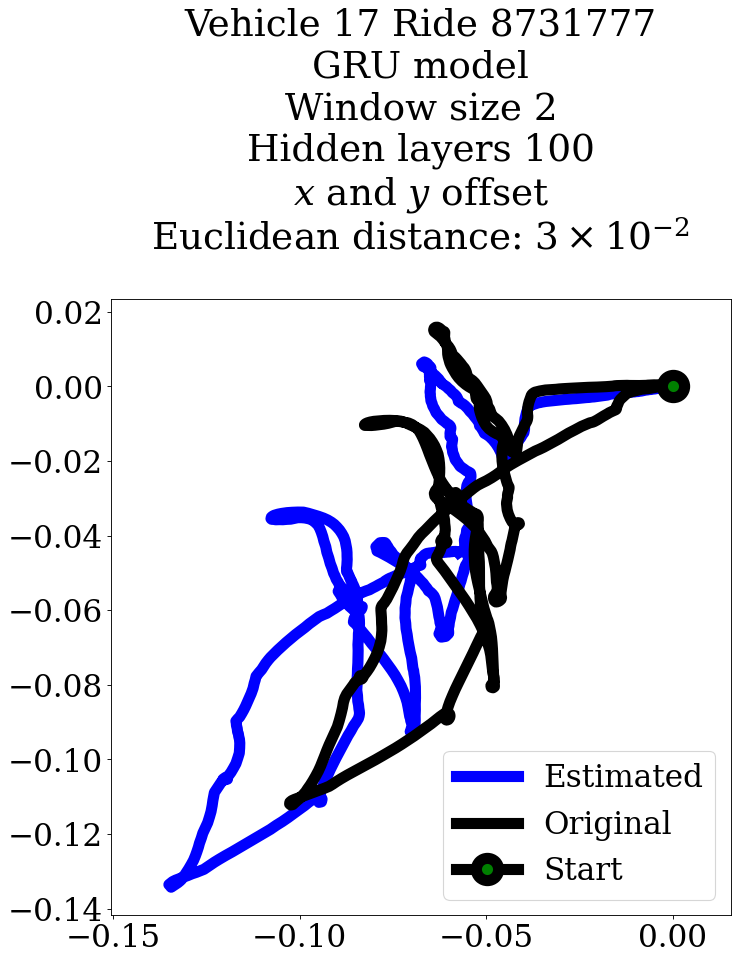 Vehicle 17 Ride 8731777
GRU model
Window size 2
Hidden layers 100
x and y offset
Euclidean distance: 3 × 10⁻²
0.02
0.00
−0.02
−0.04
−0.06
−0.08
−0.10
−0.12
−0.14
Estimated
Original
Start
−0.15
−0.10
−0.05
0.00